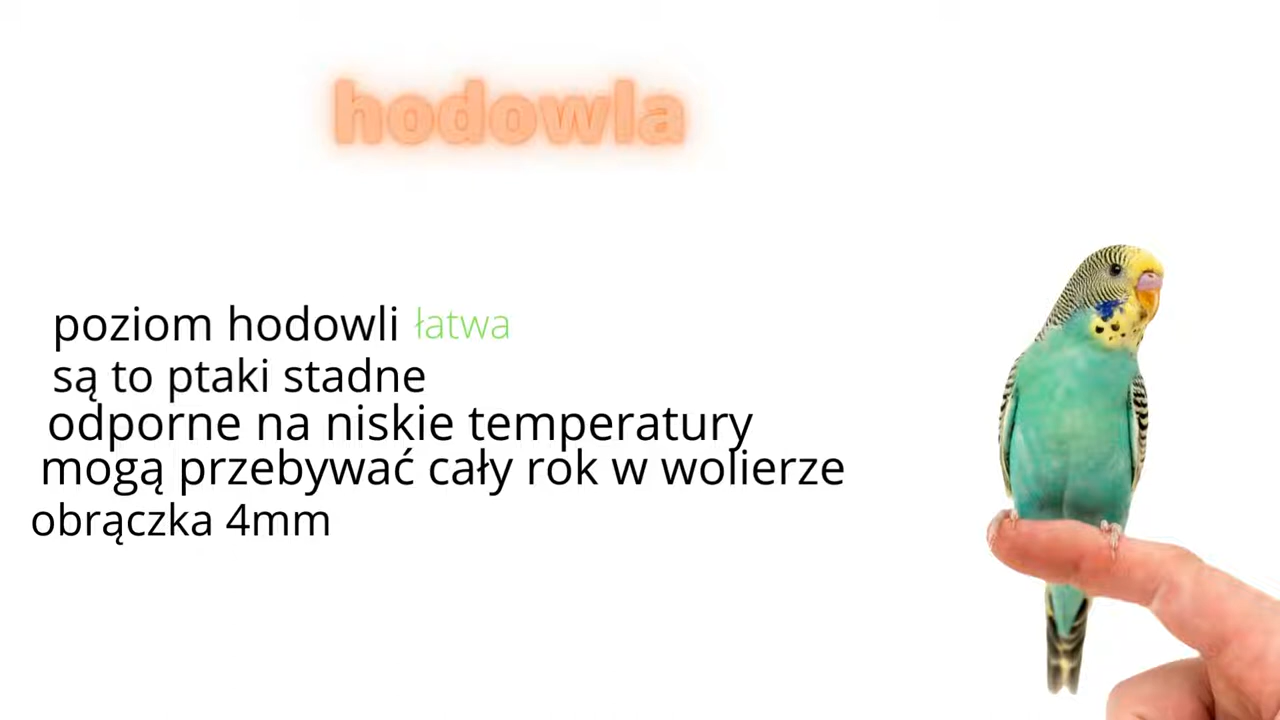 hodowla
poziom hodowli łatwa
są to ptaki stadne
odporne na niskie temperatury
mogą przebywać cały rok w wolierze
obrączka 4mm